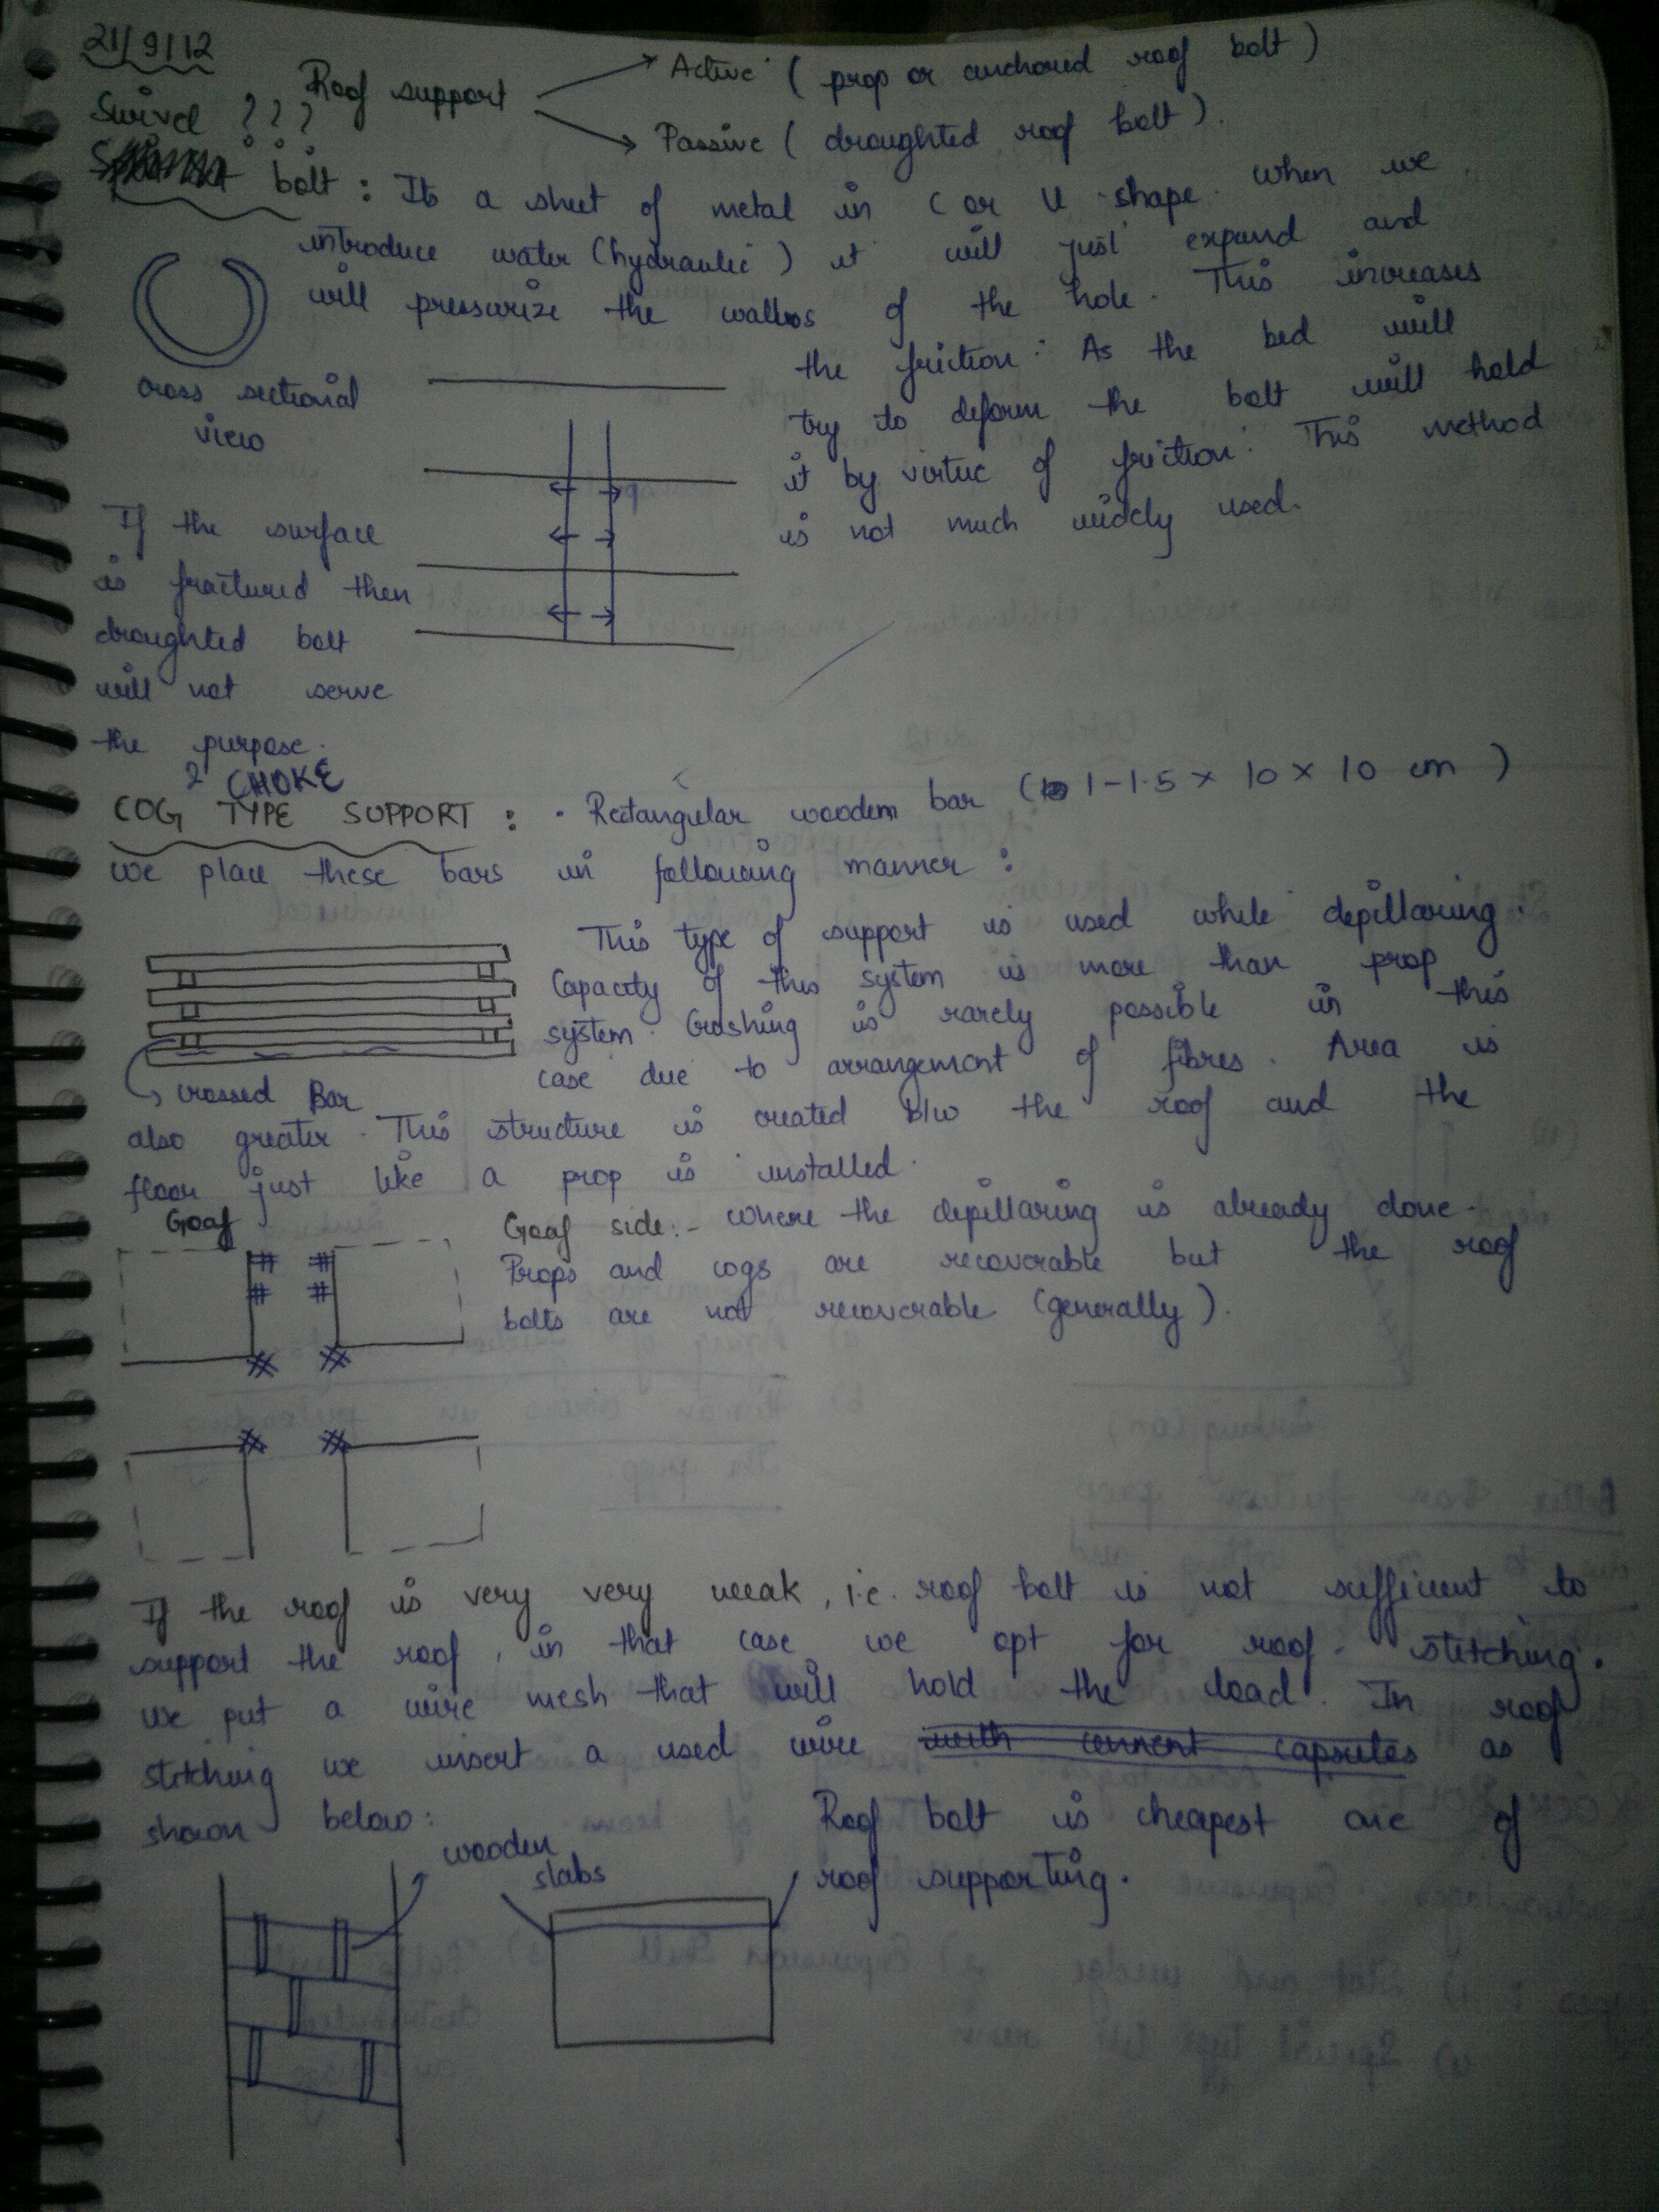 21/9/12
Roof support
Active (prop or anchored roof bolt)
Passive (droughted roof bolt).
Swivel ???
bolt : Its a sheet of metal in C or U shape. When we
introduce water (hydraulic) it will just expand and
will pressurize the walls of the hole. This increases
the friction. As the bed will
try to deform the bolt will hold
it by virtue of friction. This method
is not much widely used.
cross sectional
view
If the surface
is fractured then
droughted bolt
will not serve
the purpose.
CHOKE
COG TYPE SUPPORT : • Rectangular wooden bar (1-1.5 × 10 × 10 cm)
we place these bars in following manner :
This type of support is used while depillaring.
Capacity of this system is more than prop
system. Crushing is rarely possible in this
case due to arrangement of fibres. Area is
crossed Bar
also greater. This structure is created b/w the roof and the
floor just like a prop is installed.
Goaf
Goaf side:- where the depillaring is already done.
Props and cogs are recoverable but the roof
bolts are not recoverable (generally).
If the roof is very very weak, i.e. roof bolt is not sufficient to
support the roof, in that case we opt for roof-stitching.
we put a wire mesh that will hold the load. In roof
stitching we insert a used wire with cement capsules as
shown below:
wooden
slabs
Roof bolt is cheapest one of
roof supporting.